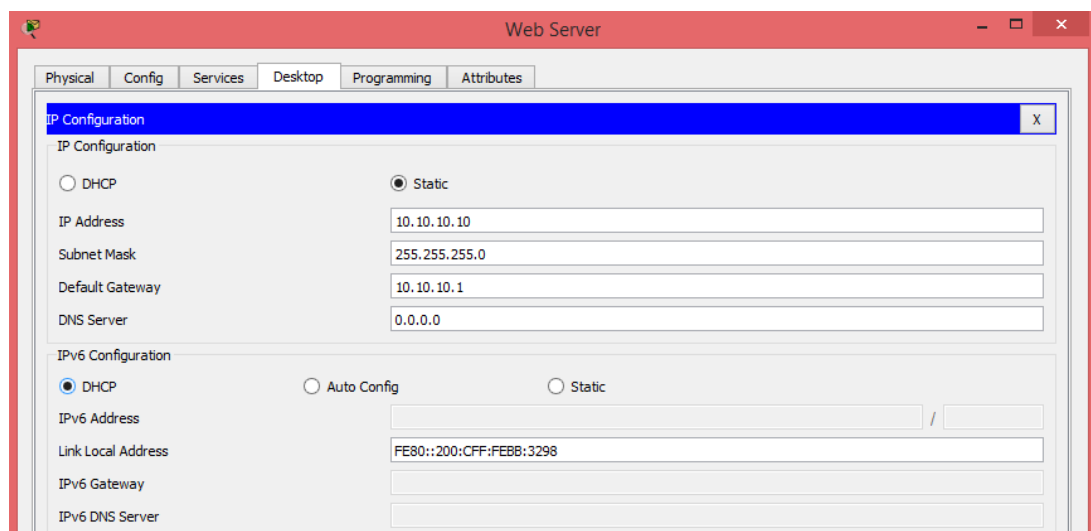 Web Server
Physical Config Services Desktop Programming Attributes
IP Configuration X
IP Configuration
DHCP Static
IP Address 10.10.10.10
Subnet Mask 255.255.255.0
Default Gateway 10.10.10.1
DNS Server 0.0.0.0
IPv6 Configuration
DHCP Auto Config Static
IPv6 Address /
Link Local Address FE80::200:CFF:FEBB:3298
IPv6 Gateway
IPv6 DNS Server